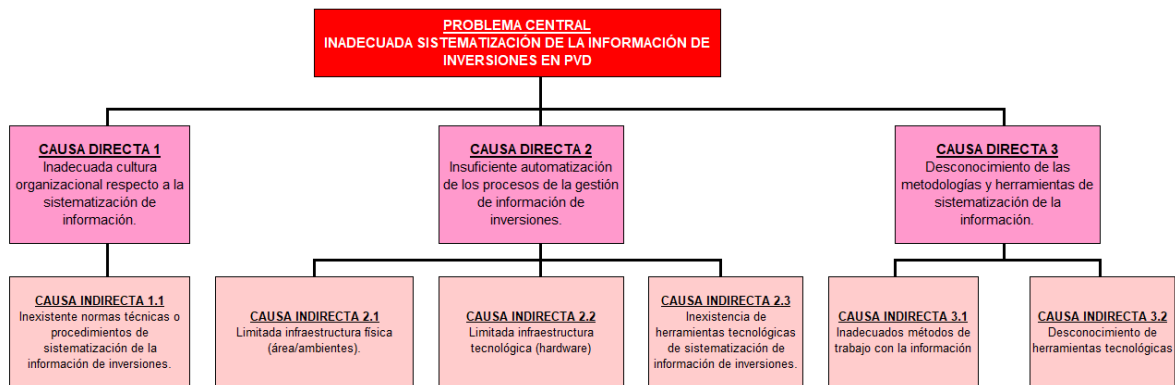 PROBLEMA CENTRAL
INADECUADA SISTEMATIZACIÓN DE LA INFORMACIÓN DE
INVERSIONES EN PVD
CAUSA DIRECTA 1
Inadecuada cultura
organizacional respecto a la
sistematización de
información.
CAUSA DIRECTA 2
Insuficiente automatización
de los procesos de la gestión
de información de
inversiones.
CAUSA DIRECTA 3
Desconocimiento de las
metodologías y herramientas de
sistematización de la
información.
CAUSA INDIRECTA 1.1
Inexistente normas técnicas o
procedimientos de
sistematización de la
información de inversiones.
CAUSA INDIRECTA 2.1
Limitada infraestructura física
(área/ambientes).
CAUSA INDIRECTA 2.2
Limitada infraestructura
tecnológica (hardware)
CAUSA INDIRECTA 2.3
Inexistencia de
herramientas tecnológicas
de sistematización de
información de inversiones.
CAUSA INDIRECTA 3.1
Inadecuados métodos de
trabajo con la información
CAUSA INDIRECTA 3.2
Desconocimiento de
herramientas tecnológicas